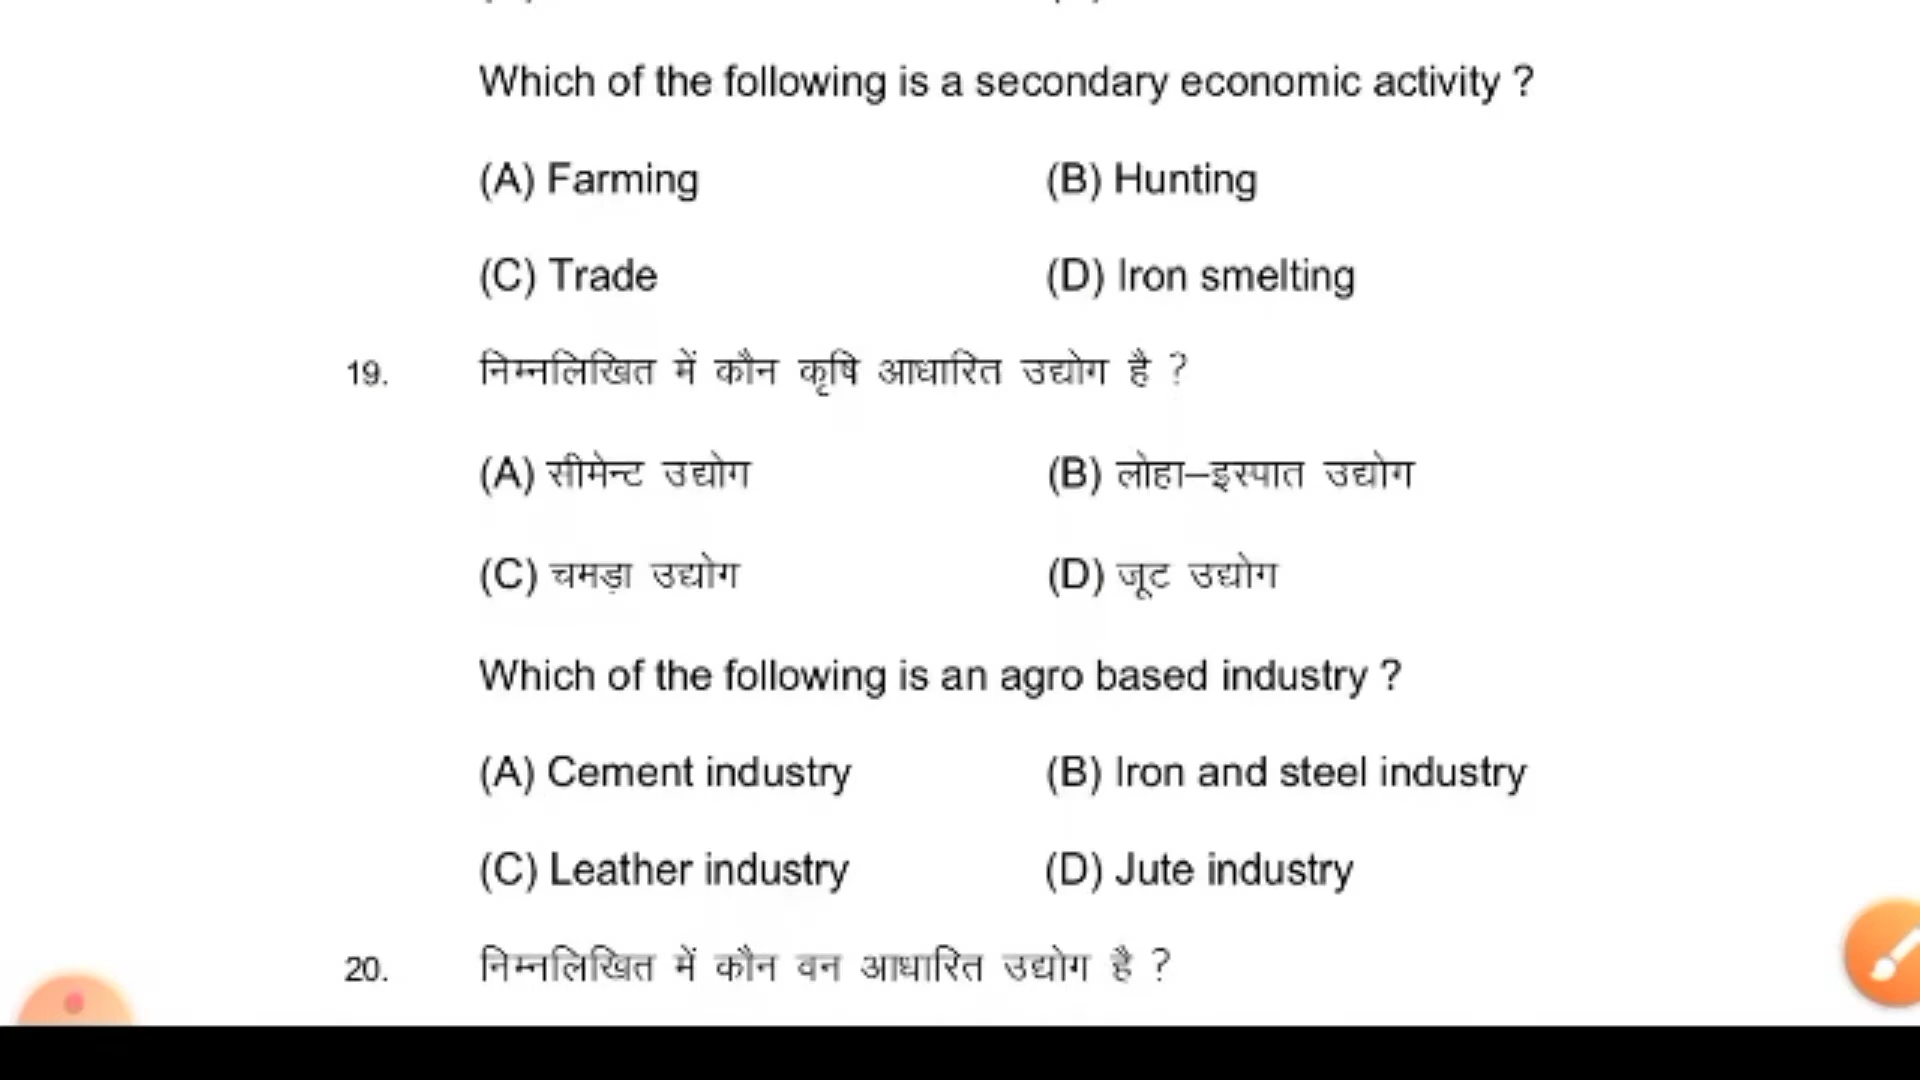 Which of the following is a secondary economic activity ?
(A) Farming (B) Hunting
(C) Trade (D) Iron smelting
19. निम्नलिखित में कौन कृषि आधारित उद्योग है ?
(A) सीमेन्ट उद्योग (B) लोहा–इस्पात उद्योग
(C) चमड़ा उद्योग (D) जूट उद्योग
Which of the following is an agro based industry ?
(A) Cement industry (B) Iron and steel industry
(C) Leather industry (D) Jute industry
20. निम्नलिखित में कौन वन आधारित उद्योग है ?